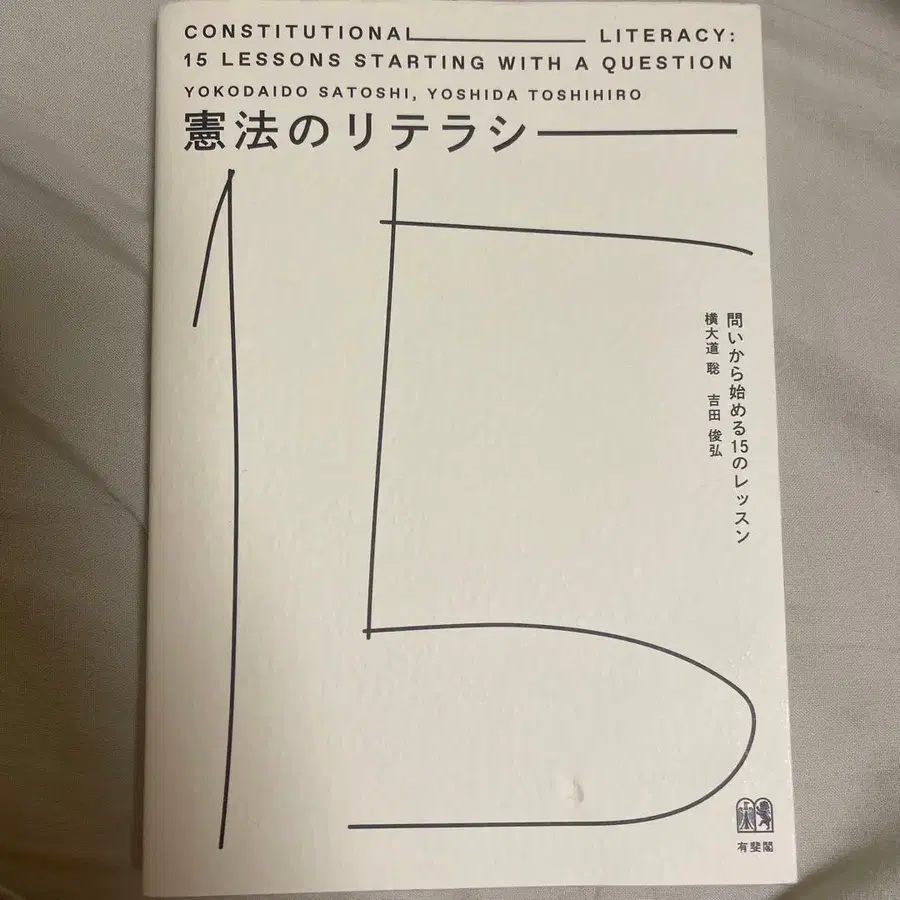 CONSTITUTIONAL LITERACY:
15 LESSONS STARTING WITH A QUESTION
YOKODAIDO SATOSHI, YOSHIDA TOSHIHIRO
憲法のリテラシー
15
問いから始める15のレッスン
横大道 聡 吉田 俊弘
有斐閣